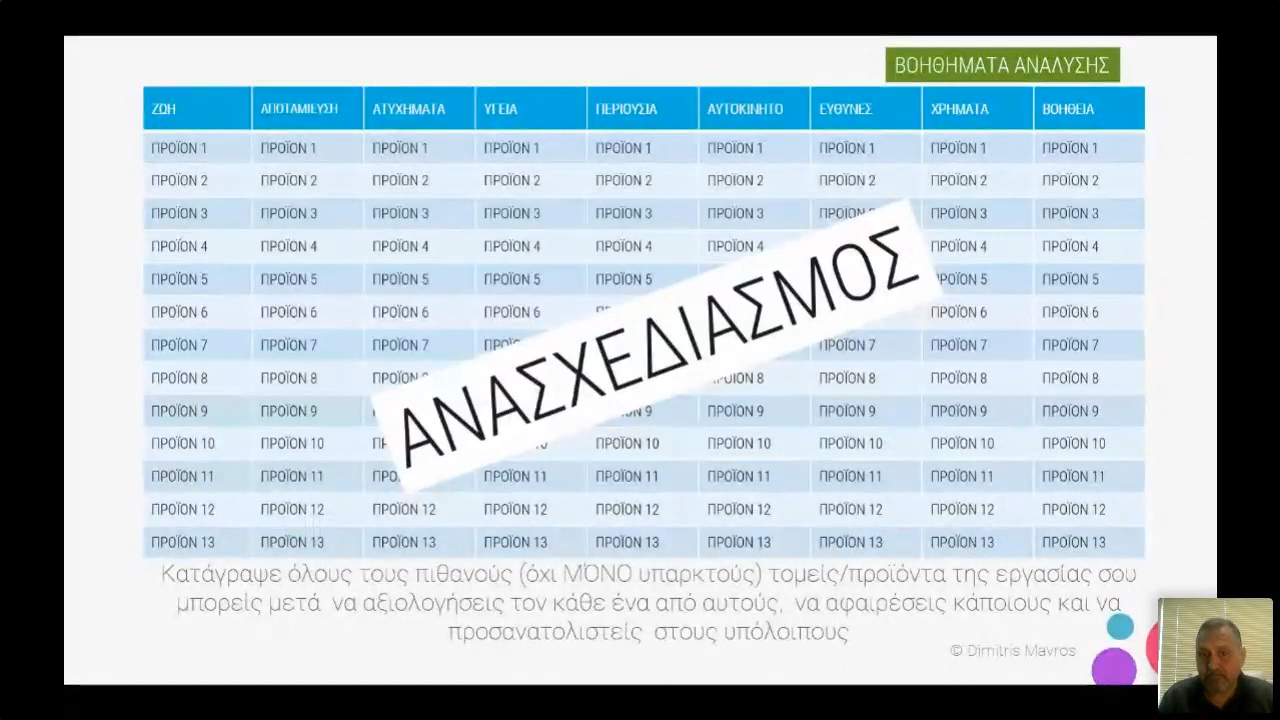 ΒΟΗΘΗΜΑΤΑ ΑΝΑΛΥΣΗΣ
ΖΩΗ ΑΠΟΤΑΜΙΕΥΣΗ ΑΤΥΧΗΜΑΤΑ ΥΓΕΙΑ ΠΕΡΙΟΥΣΙΑ ΑΥΤΟΚΙΝΗΤΟ ΕΥΘΥΝΕΣ ΧΡΗΜΑΤΑ ΒΟΗΘΕΙΑ
ΠΡΟΪΟΝ 1 ΠΡΟΪΟΝ 1 ΠΡΟΪΟΝ 1 ΠΡΟΪΟΝ 1 ΠΡΟΪΟΝ 1 ΠΡΟΪΟΝ 1 ΠΡΟΪΟΝ 1 ΠΡΟΪΟΝ 1 ΠΡΟΪΟΝ 1
ΠΡΟΪΟΝ 2 ΠΡΟΪΟΝ 2 ΠΡΟΪΟΝ 2 ΠΡΟΪΟΝ 2 ΠΡΟΪΟΝ 2 ΠΡΟΪΟΝ 2 ΠΡΟΪΟΝ 2 ΠΡΟΪΟΝ 2 ΠΡΟΪΟΝ 2
ΠΡΟΪΟΝ 3 ΠΡΟΪΟΝ 3 ΠΡΟΪΟΝ 3 ΠΡΟΪΟΝ 3 ΠΡΟΪΟΝ 3 ΠΡΟΪΟΝ 3 ΠΡΟΪΟΝ ΠΡΟΪΟΝ 3 ΠΡΟΪΟΝ 3
ΠΡΟΪΟΝ 4 ΠΡΟΪΟΝ 4 ΠΡΟΪΟΝ 4 ΠΡΟΪΟΝ 4 ΠΡΟΪΟΝ 4 ΠΡΟΪΟΝ 4 ΠΡΟΪΟΝ 4 ΠΡΟΪΟΝ 4
ΠΡΟΪΟΝ 5 ΠΡΟΪΟΝ 5 ΠΡΟΪΟΝ 5 ΠΡΟΪΟΝ 5 ΠΡΟΪΟΝ 5 ΠΡΟΪΟΝ 5 ΠΡΟΪΟΝ 5
ΠΡΟΪΟΝ 6 ΠΡΟΪΟΝ 6 ΠΡΟΪΟΝ 6 ΠΡΟΪΟΝ 6 ΠΡΟΪΟΝ 6 ΠΡΟΪΟΝ 6
ΠΡΟΪΟΝ 7 ΠΡΟΪΟΝ 7 ΠΡΟΪΟΝ 7 ΠΡΟΪΟΝ 7 ΠΡΟΪΟΝ 7 ΠΡΟΪΟΝ 7
ΠΡΟΪΟΝ 8 ΠΡΟΪΟΝ 8 ΠΡΟΪΟΝ 8 ΠΡΟΪΟΝ 8 ΠΡΟΪΟΝ 8 ΠΡΟΪΟΝ 8
ΠΡΟΪΟΝ 9 ΠΡΟΪΟΝ 9 9 ΠΡΟΪΟΝ 9 ΠΡΟΪΟΝ 9 ΠΡΟΪΟΝ 9 ΠΡΟΪΟΝ 9
ΠΡΟΪΟΝ 10 ΠΡΟΪΟΝ 10 10 ΠΡΟΪΟΝ 10 ΠΡΟΪΟΝ 10 ΠΡΟΪΟΝ 10 ΠΡΟΪΟΝ 10 ΠΡΟΪΟΝ 10
ΠΡΟΪΟΝ 11 ΠΡΟΪΟΝ 11 ΠΡΟΪΟΝ 11 ΠΡΟΪΟΝ 11 ΠΡΟΪΟΝ 11 ΠΡΟΪΟΝ 11 ΠΡΟΪΟΝ 11 ΠΡΟΪΟΝ 11
ΠΡΟΪΟΝ 12 ΠΡΟΪΟΝ 12 ΠΡΟΪΟΝ 12 ΠΡΟΪΟΝ 12 ΠΡΟΪΟΝ 12 ΠΡΟΪΟΝ 12 ΠΡΟΪΟΝ 12 ΠΡΟΪΟΝ 12 ΠΡΟΪΟΝ 12
ΠΡΟΪΟΝ 13 ΠΡΟΪΟΝ 13 ΠΡΟΪΟΝ 13 ΠΡΟΪΟΝ 13 ΠΡΟΪΟΝ 13 ΠΡΟΪΟΝ 13 ΠΡΟΪΟΝ 13 ΠΡΟΪΟΝ 13 ΠΡΟΪΟΝ 13
ΑΝΑΣΧΕΔΙΑΣΜΟΣ
Κατάγραψε όλους τους πιθανούς (όχι ΜΌΝΟ υπαρκτούς) τομείς/προϊόντα της εργασίας σου
μπορείς μετά να αξιολογήσεις τον κάθε ένα από αυτούς, να αφαιρέσεις κάποιους και να
προσανατολιστείς στους υπόλοιπους
© Dimitris Mavros